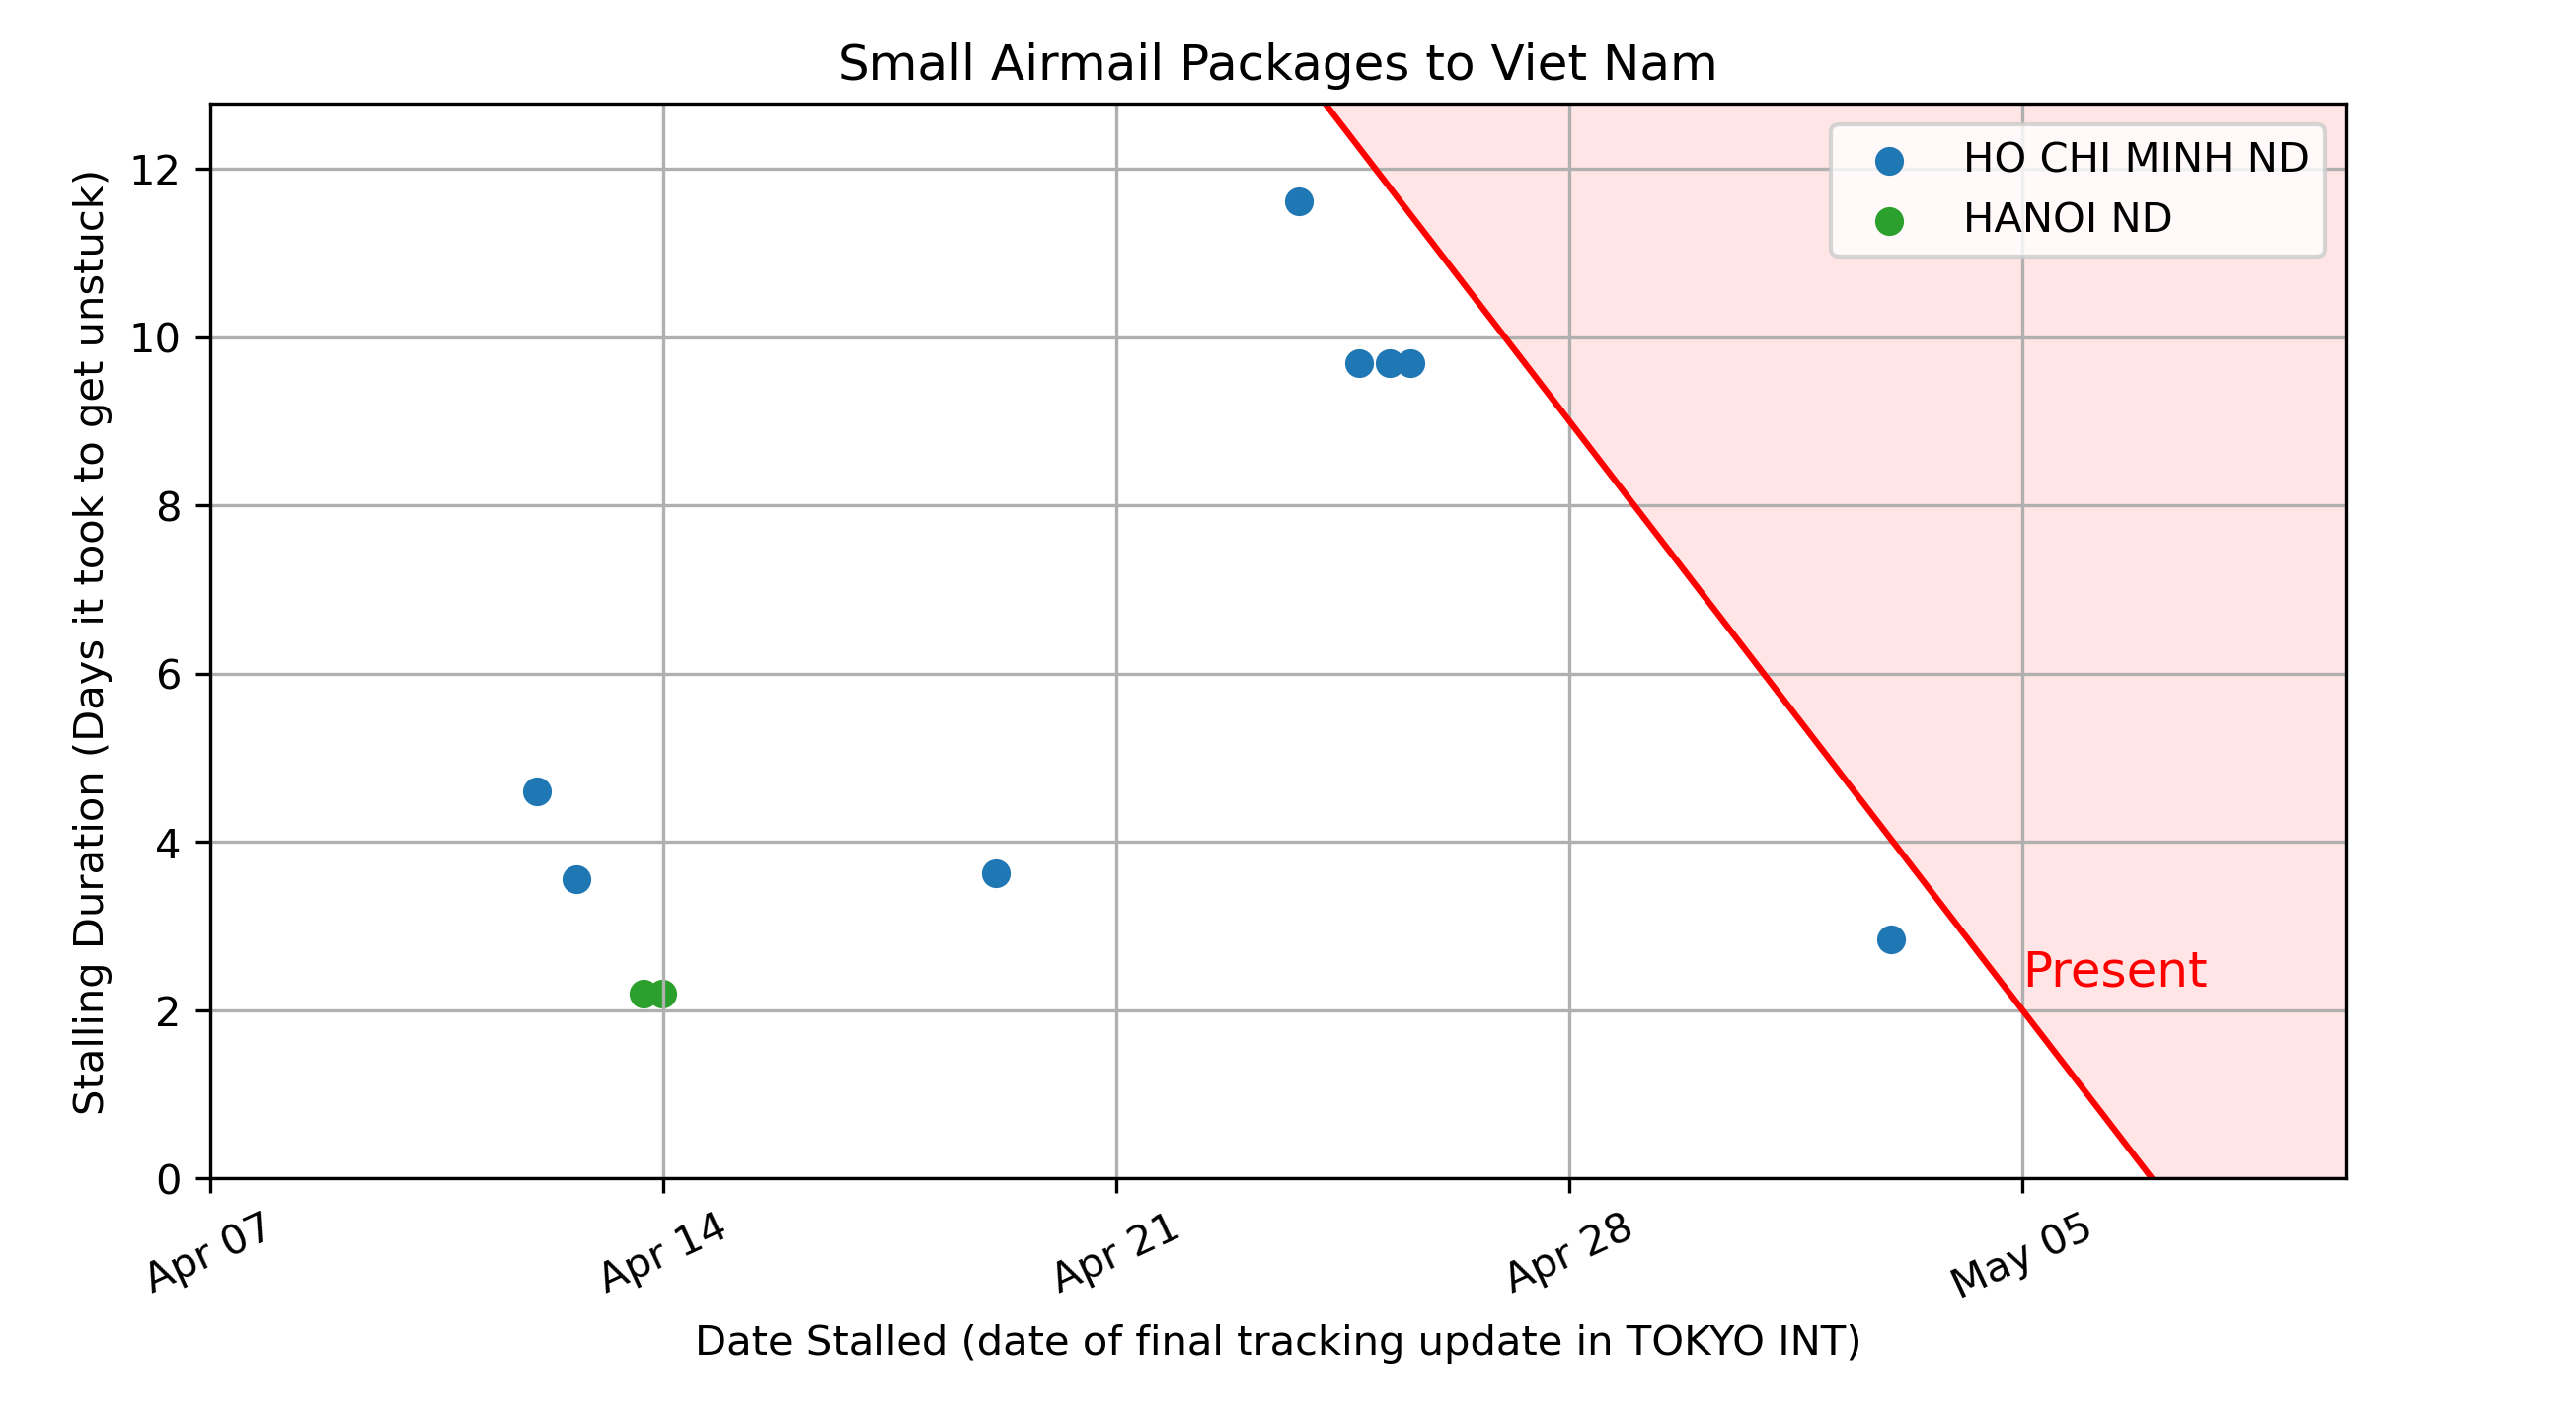 Small Airmail Packages to Viet Nam
HO CHI MINH ND
HANOI ND
Stalling Duration (Days it took to get unstuck)
12
10
8
6
4
2
0
Present
Apr 07
Apr 14
Apr 21
Apr 28
May 05
Date Stalled (date of final tracking update in TOKYO INT)